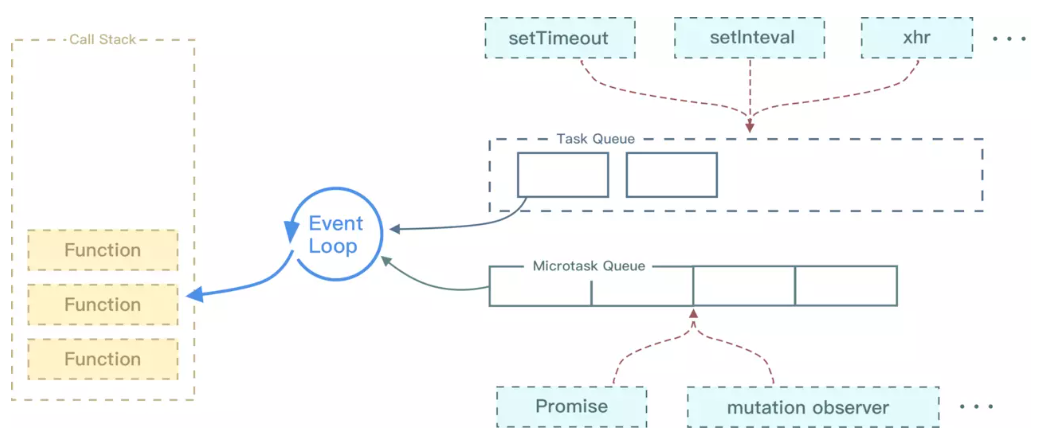 Call Stack
setTimeout
setInteval
xhr
...
Task Queue
Event
Loop
Function
Function
Function
Microtask Queue
Promise
mutation observer
...